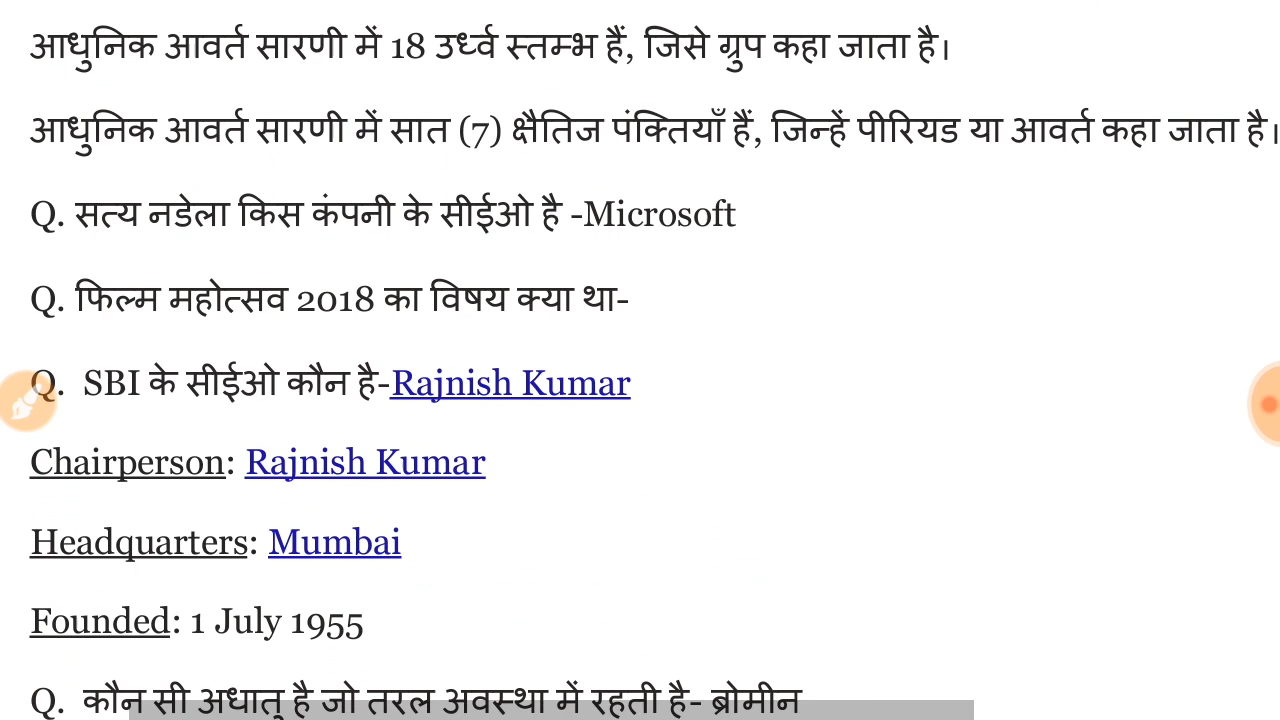 आधुनिक आवर्त सारणी में 18 उर्ध्व स्तम्भ हैं, जिसे ग्रुप कहा जाता है।
आधुनिक आवर्त सारणी में सात (7) क्षैतिज पंक्तियाँ हैं, जिन्हें पीरियड या आवर्त कहा जाता है।
Q. सत्य नडेला किस कंपनी के सीईओ है -Microsoft
Q. फिल्म महोत्सव 2018 का विषय क्या था-
Q. SBI के सीईओ कौन है-Rajnish Kumar
Chairperson: Rajnish Kumar
Headquarters: Mumbai
Founded: 1 July 1955
Q. कौन सी अधातु है जो तरल अवस्था में रहती है- ब्रोमीन